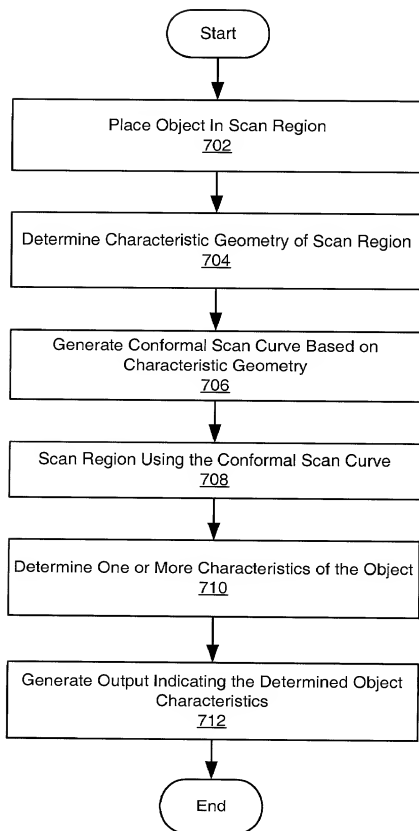 Start
Place Object In Scan Region
702
Determine Characteristic Geometry of Scan Region
704
Generate Conformal Scan Curve Based on
Characteristic Geometry
706
Scan Region Using the Conformal Scan Curve
708
Determine One or More Characteristics of the Object
710
Generate Output Indicating the Determined Object
Characteristics
712
End